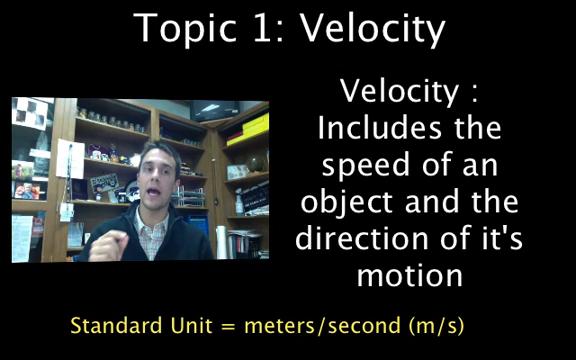 Topic 1: Velocity
Velocity :
Includes the
speed of an
object and the
direction of it's
motion
Standard Unit = meters/second (m/s)